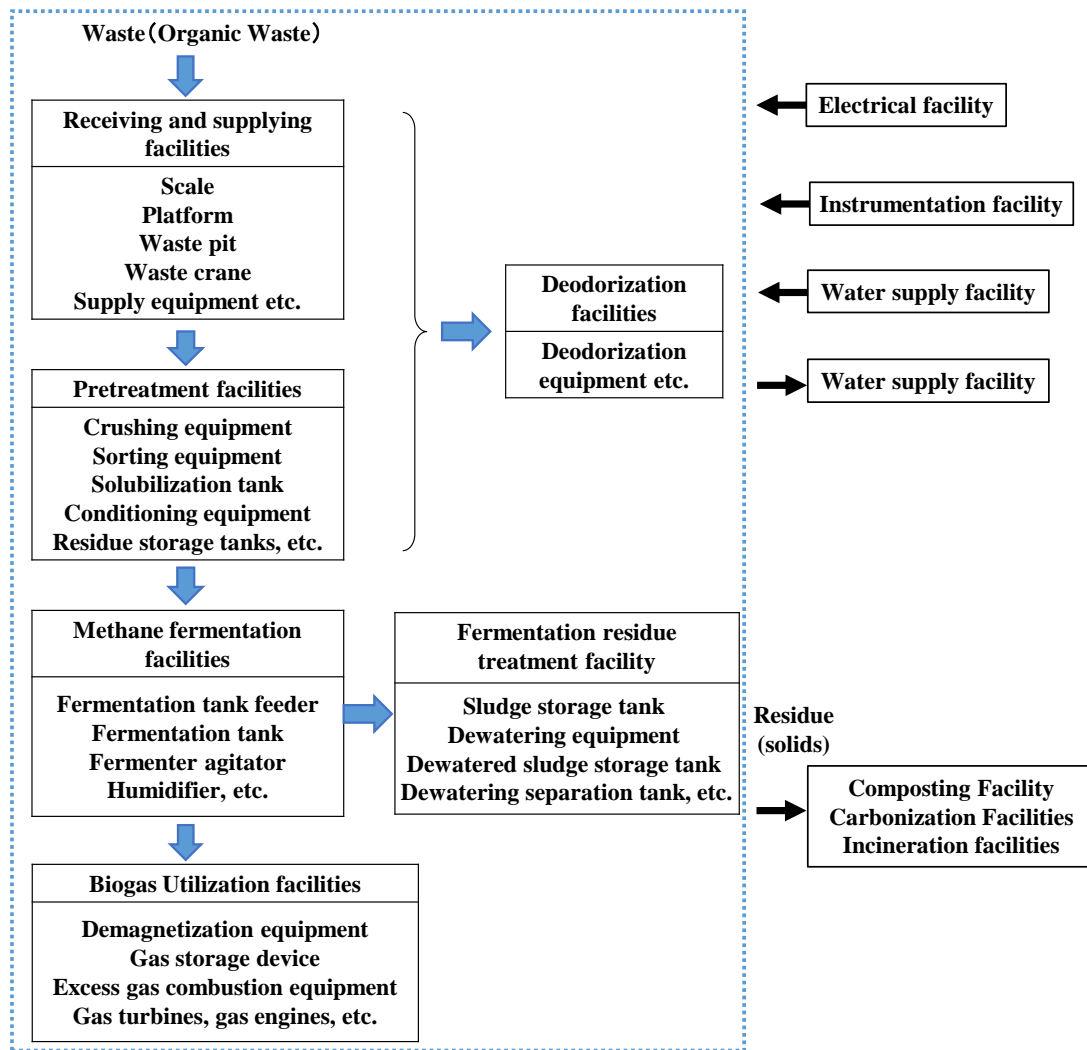 Waste（Organic Waste）
Receiving and supplying
facilities
Scale
Platform
Waste pit
Waste crane
Supply equipment etc.
Pretreatment facilities
Crushing equipment
Sorting equipment
Solubilization tank
Conditioning equipment
Residue storage tanks, etc.
Methane fermentation
facilities
Fermentation tank feeder
Fermentation tank
Fermenter agitator
Humidifier, etc.
Biogas Utilization facilities
Demagnetization equipment
Gas storage device
Excess gas combustion equipment
Gas turbines, gas engines, etc.
Deodorization
facilities
Deodorization
equipment etc.
Fermentation residue
treatment facility
Sludge storage tank
Dewatering equipment
Dewatered sludge storage tank
Dewatering separation tank, etc.
Electrical facility
Instrumentation facility
Water supply facility
Water supply facility
Residue
(solids)
Composting Facility
Carbonization Facilities
Incineration facilities